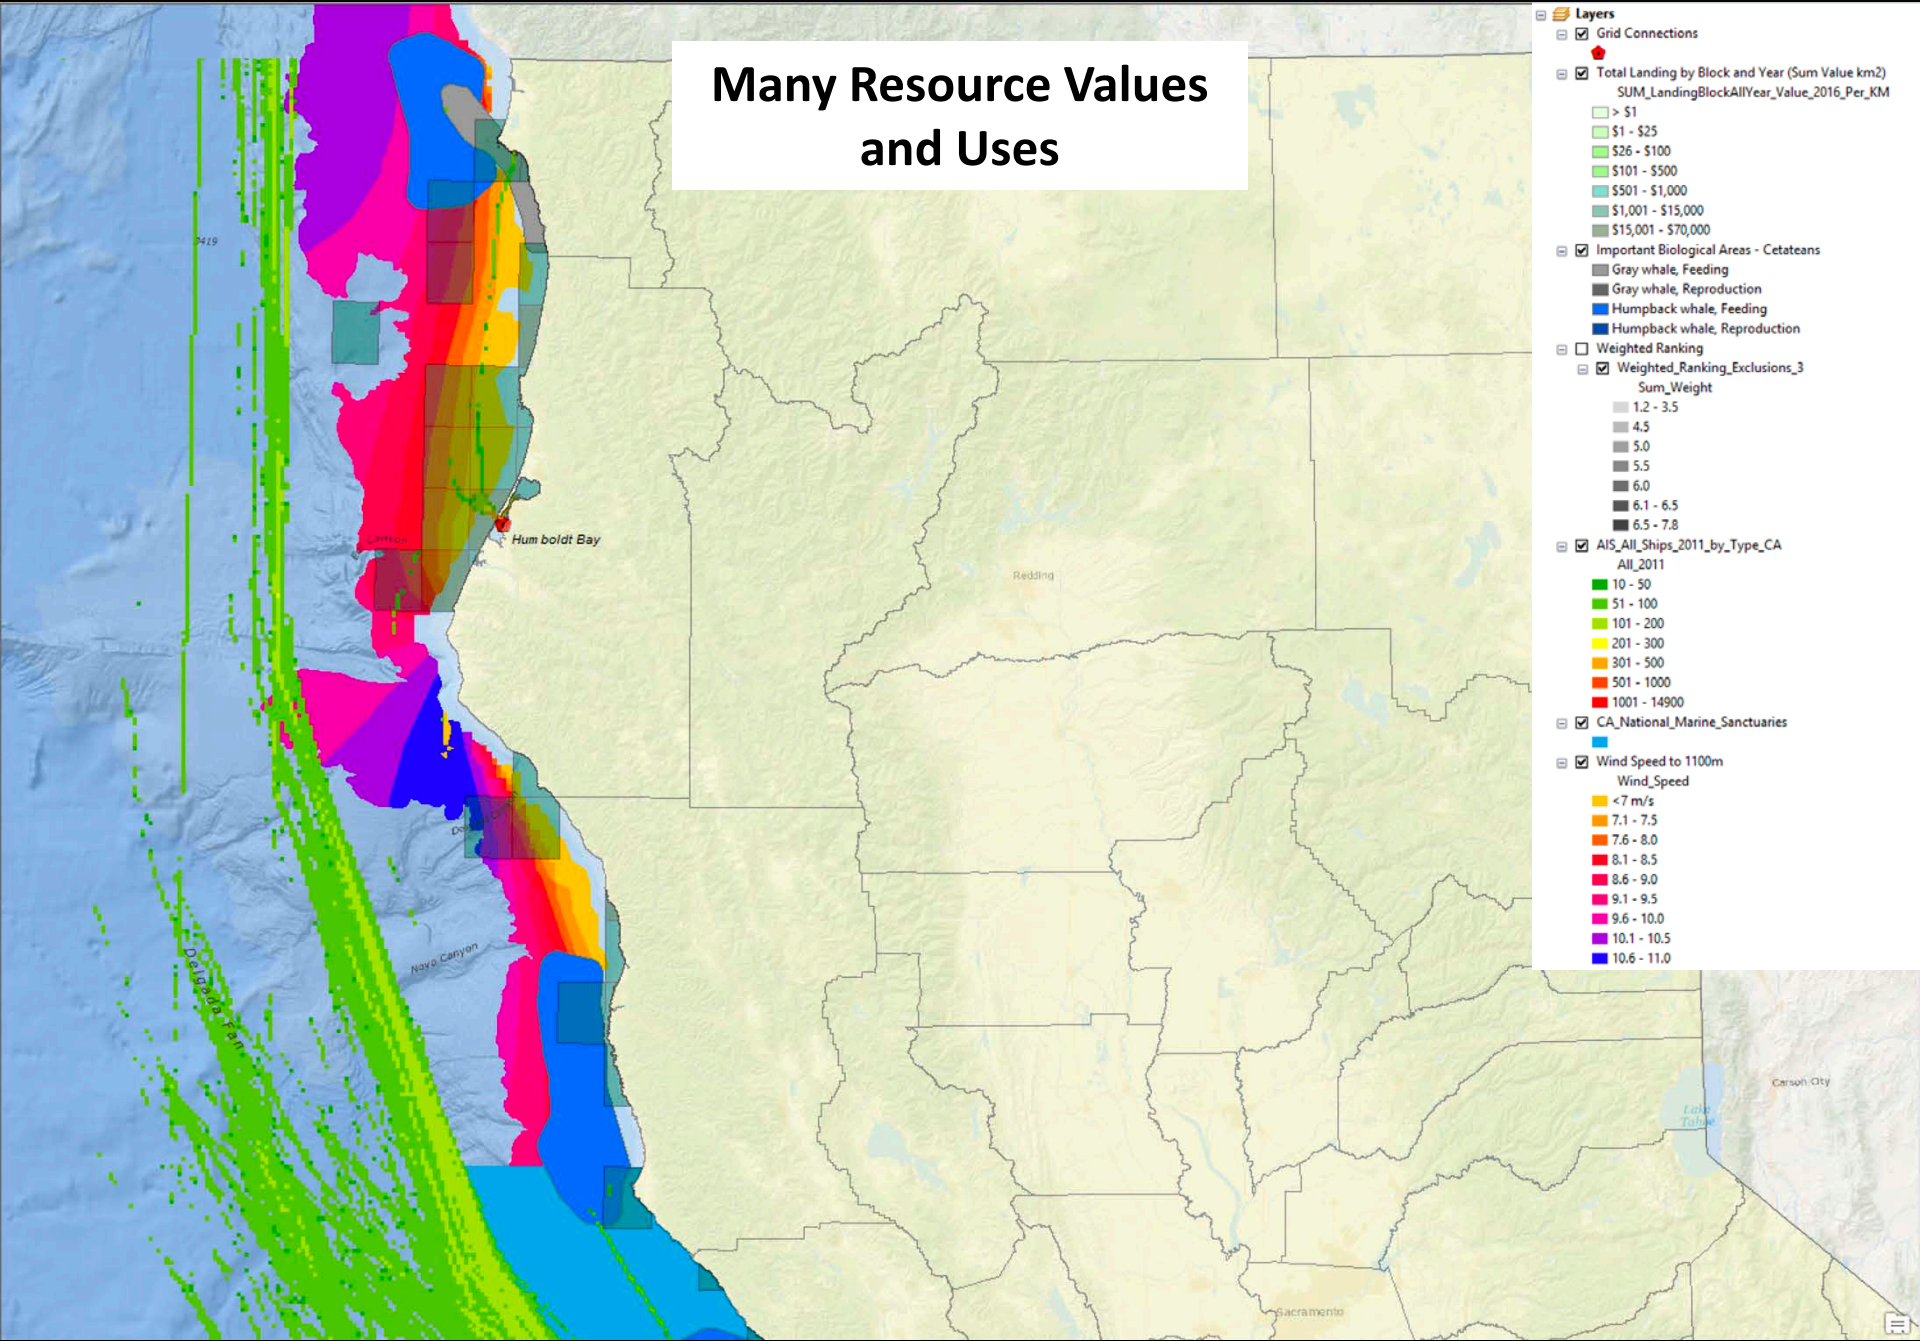 Many Resource Values
and Uses
Layers
Grid Connections
Total Landing by Block and Year (Sum Value km2)
SUM_LandingBlockAllYear_Value_2016_Per_KM
> $1
$1 - $25
$26 - $100
$101 - $500
$501 - $1,000
$1,001 - $15,000
$15,001 - $70,000
Important Biological Areas - Cetateans
Gray whale, Feeding
Gray whale, Reproduction
Humpback whale, Feeding
Humpback whale, Reproduction
Weighted Ranking
Weighted_Ranking_Exclusions_3
Sum_Weight
1.2 - 3.5
4.5
5.0
5.5
6.0
6.1 - 6.5
6.5 - 7.8
AIS_All_Ships_2011_by_Type_CA
All_2011
10 - 50
51 - 100
101 - 200
201 - 300
301 - 500
501 - 1000
1001 - 14900
CA_National_Marine_Sanctuaries
Wind Speed to 1100m
Wind_Speed
<7 m/s
7.1 - 7.5
7.6 - 8.0
8.1 - 8.5
8.6 - 9.0
9.1 - 9.5
9.6 - 10.0
10.1 - 10.5
10.6 - 11.0
Canyon
Humboldt Bay
Redding
Noyo Canyon
Delgada Fan
Carson City
Lake
Tahoe
Sacramento